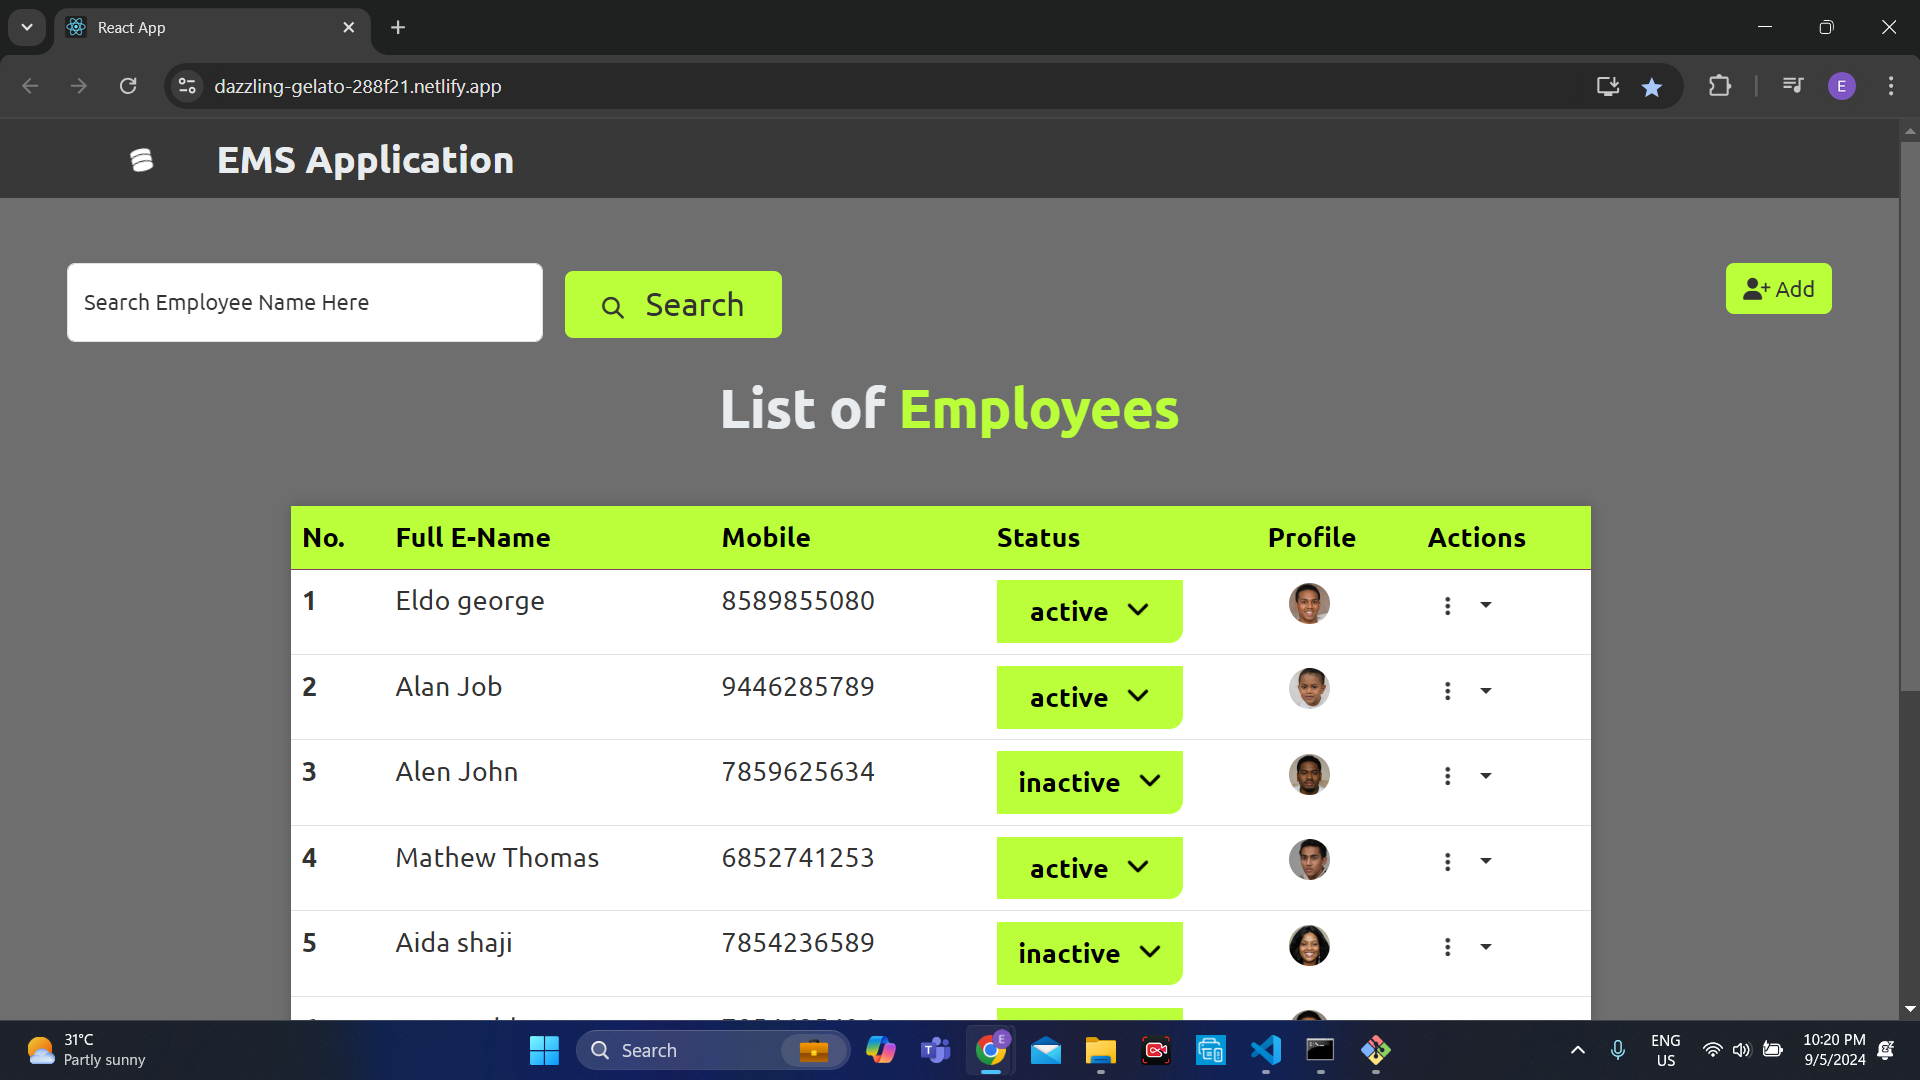 React App
dazzling-gelato-288f21.netlify.app
E
EMS Application
Search Employee Name Here
Search
Add
List of Employees
No. Full E-Name Mobile Status Profile Actions
1 Eldo george 8589855080 active
2 Alan Job 9446285789 active
3 Alen John 7859625634 inactive
4 Mathew Thomas 6852741253 active
5 Aida shaji 7854236589 inactive
31°C
Partly sunny
Search
E
ENG
US
10:20 PM
9/5/2024